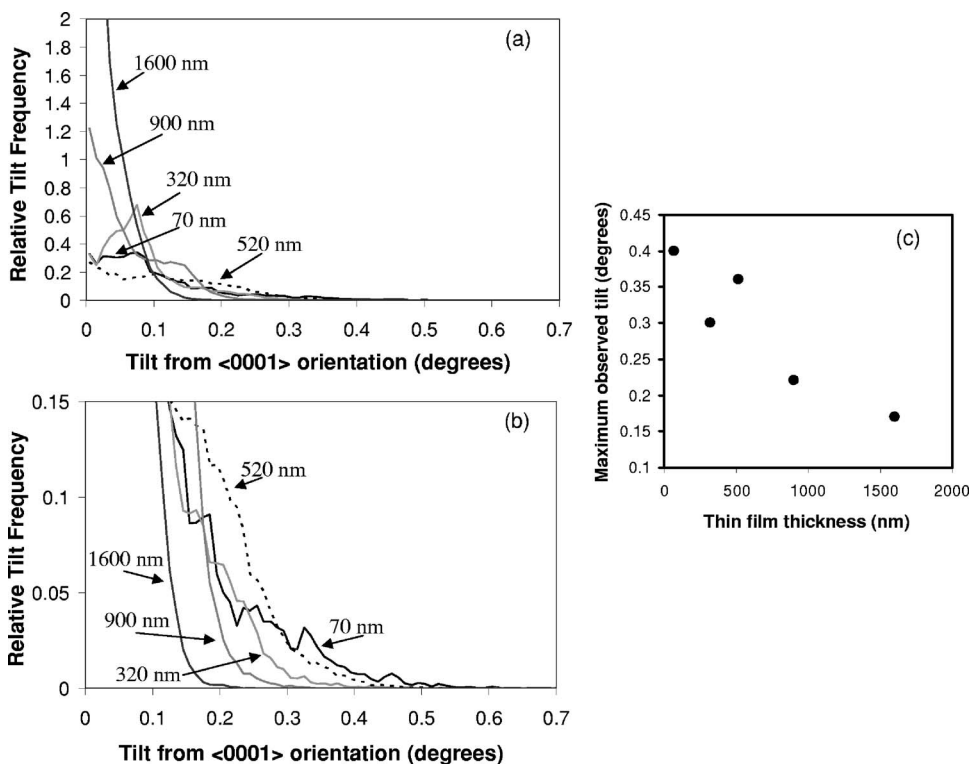 (a)
Relative Tilt Frequency
2
1.8
1.6
1.4
1.2
1
0.8
0.6
0.4
0.2
0
1600 nm
900 nm
320 nm
70 nm
520 nm
0 0.1 0.2 0.3 0.4 0.5 0.6 0.7
Tilt from <0001> orientation (degrees)
(b)
Relative Tilt Frequency
0.15
0.1
0.05
0
520 nm
1600 nm
900 nm
320 nm
70 nm
0 0.1 0.2 0.3 0.4 0.5 0.6 0.7
Tilt from <0001> orientation (degrees)
(c)
Maximum observed tilt (degrees)
0.45
0.4
0.35
0.3
0.25
0.2
0.15
0.1
0 500 1000 1500 2000
Thin film thickness (nm)